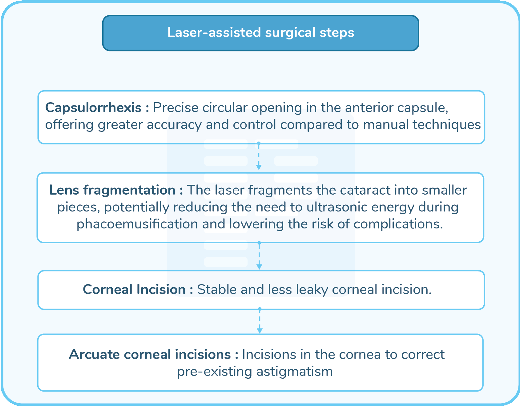 Laser-assisted surgical steps
Capsulorrhexis : Precise circular opening in the anterior capsule,
offering greater accuracy and control compared to manual techniques
Lens fragmentation : The laser fragments the cataract into smaller
pieces, potentially reducing the need to ultrasonic energy during
phacoemusification and lowering the risk of complications.
Corneal Incision : Stable and less leaky corneal incision.
Arcuate corneal incisions : Incisions in the cornea to correct
pre-existing astigmatism